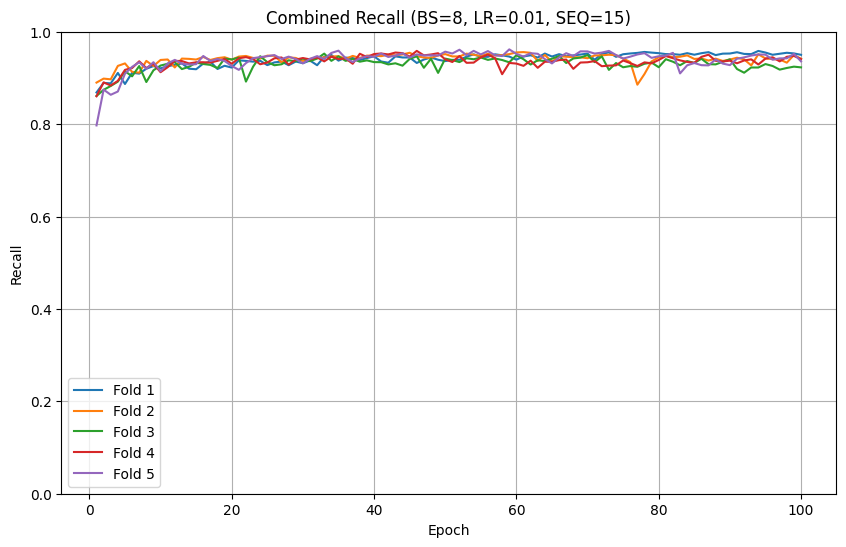 Combined Recall (BS=8, LR=0.01, SEQ=15)
1.0
0.8
0.6
0.4
0.2
0.0
Recall
Fold 1
Fold 2
Fold 3
Fold 4
Fold 5
0 20 40 60 80 100
Epoch